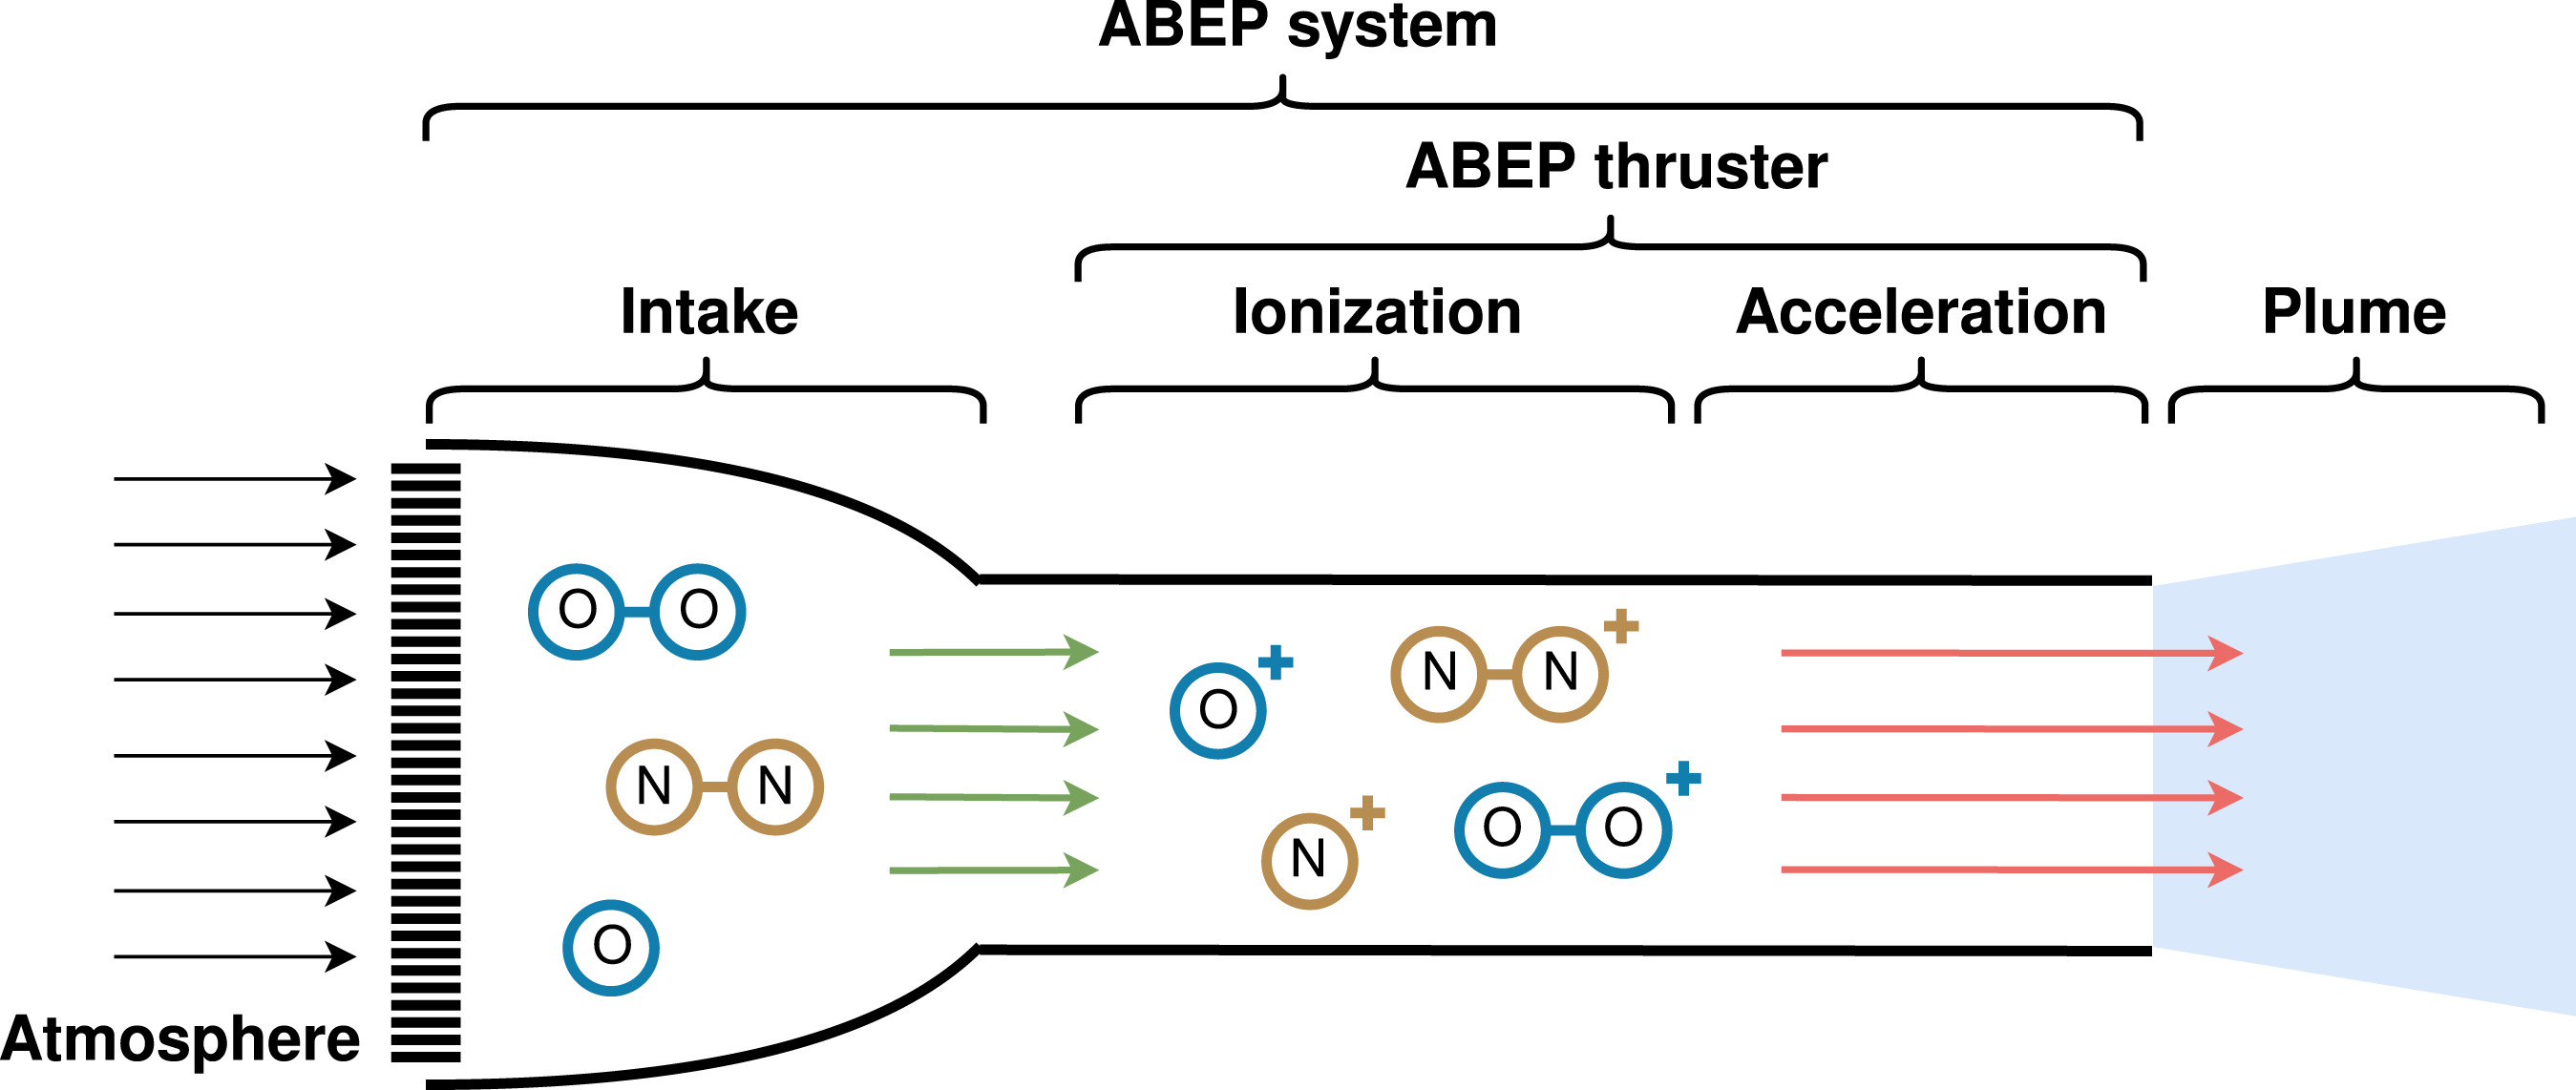 ABEP system
ABEP thruster
Intake
Ionization
Acceleration
Plume
O O
N N +
O +
N N
O O +
N +
O
Atmosphere